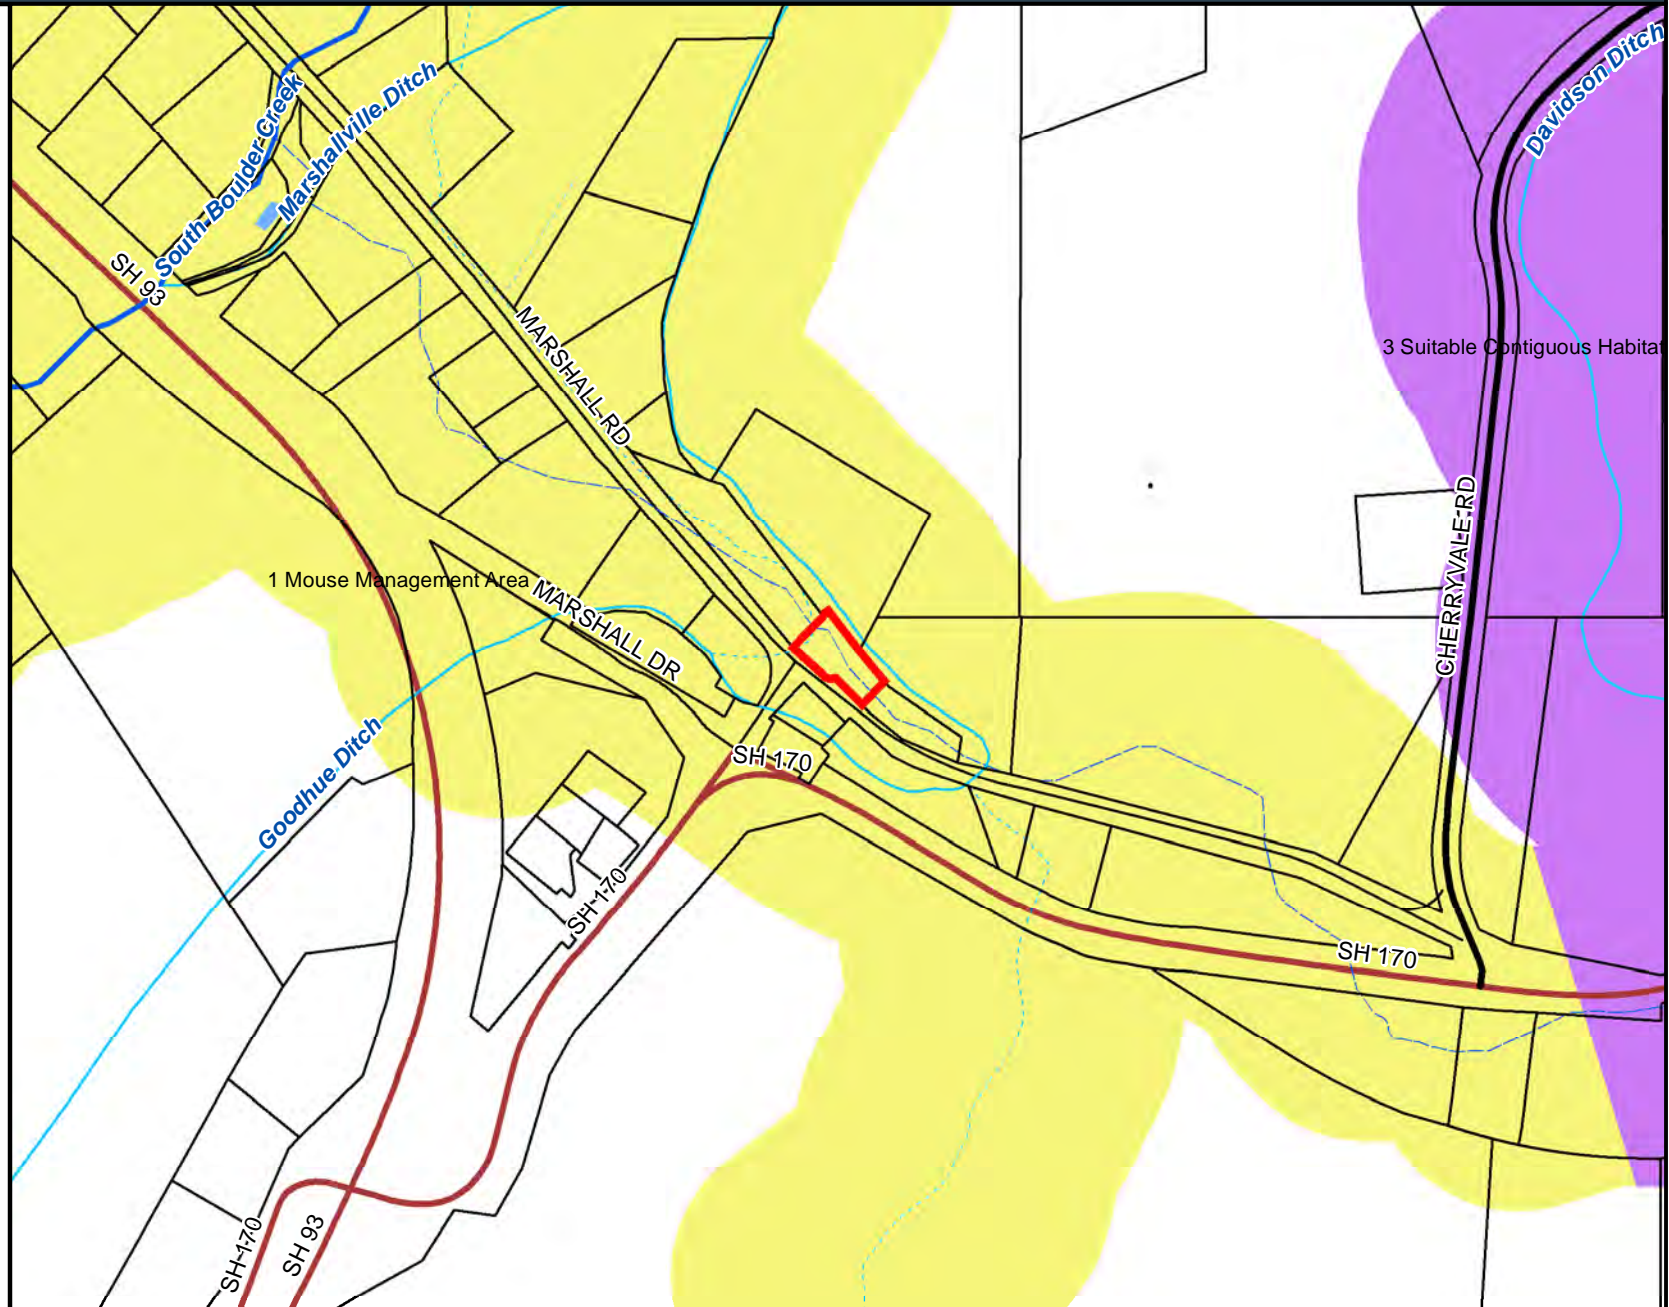 Davidson Ditch
Marshallville Ditch
South Boulder Creek
SH 93
MARSHALL RD
3 Suitable Contiguous Habitat
1 Mouse Management Area
MARSHALL DR
CHERRYVALE RD
Goodhue Ditch
SH 170
SH 170
SH 170
SH 170
SH 93